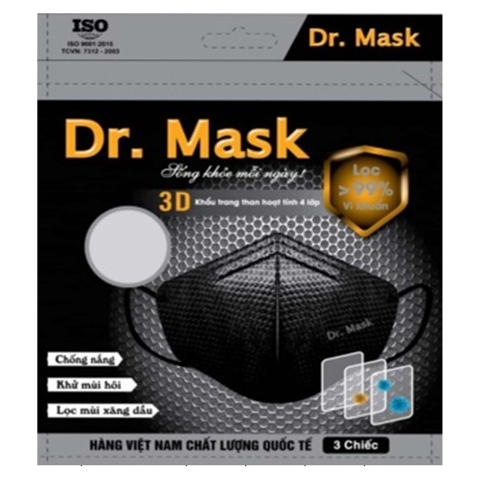 ISO
ISO 9001:2015
TCVN: 7312 - 2003
Dr. Mask
Dr. Mask
Sống khỏe mỗi ngày!
3D Khẩu trang than hoạt tính 4 lớp
Lọc
> 99%
Vi khuẩn
Dr. Mask
Chống nắng
Khử mùi hôi
Lọc mùi xăng dầu
HÀNG VIỆT NAM CHẤT LƯỢNG QUỐC TẾ
3 Chiếc